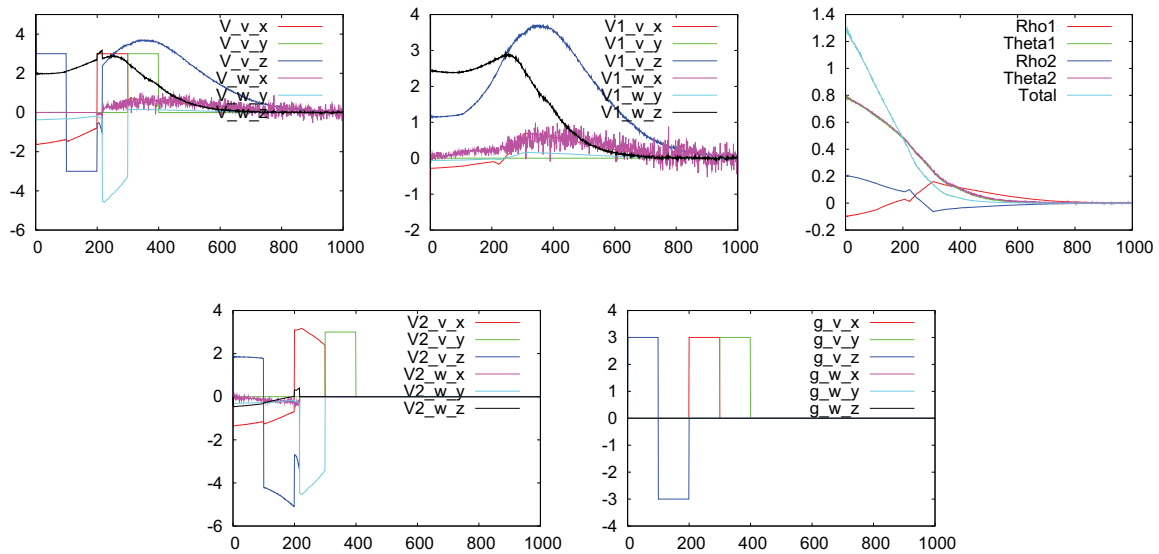 6
4
2
0
-2
-4
-6
0 200 400 600 800 1000
V_v_x
V_v_y
V_v_z
V_w_x
V_w_y
V_w_z
4
3
2
1
0
-1
-2
0 200 400 600 800 1000
V1_v_x
V1_v_y
V1_v_z
V1_w_x
V1_w_y
V1_w_z
1.4
1.2
1
0.8
0.6
0.4
0.2
0
-0.2
0 200 400 600 800 1000
Rho1
Theta1
Rho2
Theta2
Total
4
2
0
-2
-4
-6
0 200 400 600 800 1000
V2_v_x
V2_v_y
V2_v_z
V2_w_x
V2_w_y
V2_w_z
4
3
2
1
0
-1
-2
-3
-4
0 200 400 600 800 1000
g_v_x
g_v_y
g_v_z
g_w_x
g_w_y
g_w_z